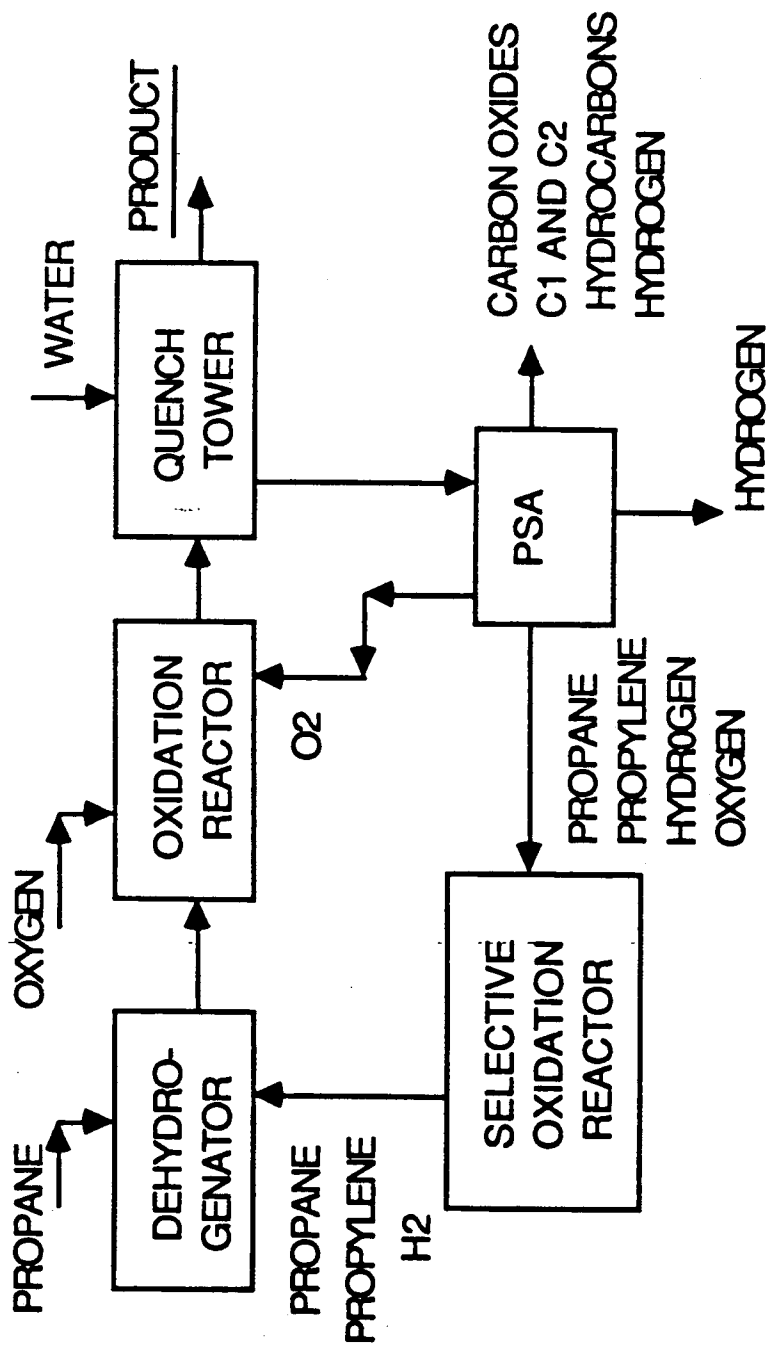 PROPANE
OXYGEN
WATER
DEHYDRO-
GENATOR
OXIDATION
REACTOR
QUENCH
TOWER
PRODUCT
PROPANE
PROPYLENE
H2
O2
SELECTIVE
OXIDATION
REACTOR
PROPANE
PROPYLENE
HYDROGEN
OXYGEN
PSA
CARBON OXIDES
C1 AND C2
HYDROCARBONS
HYDROGEN
HYDROGEN